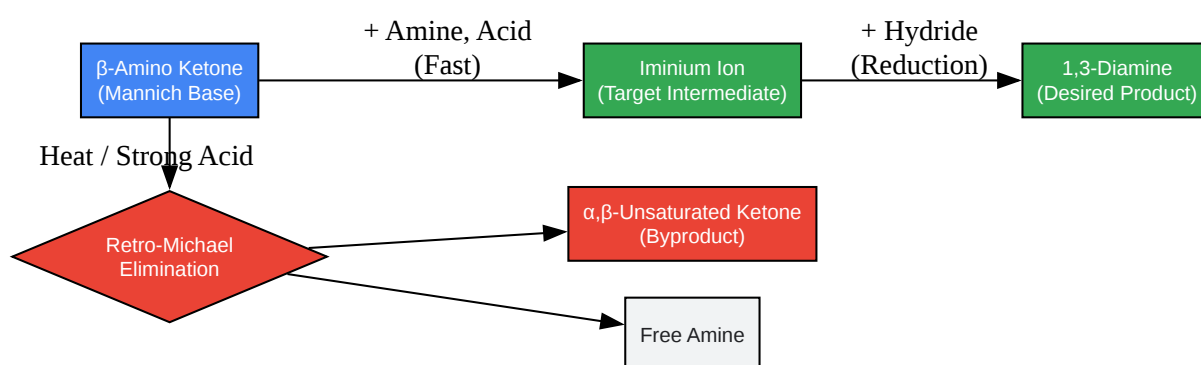 + Amine, Acid
(Fast)
+ Hydride
(Reduction)
β-Amino Ketone
(Mannich Base)
Iminium Ion
(Target Intermediate)
1,3-Diamine
(Desired Product)
Heat / Strong Acid
Retro-Michael
Elimination
α,β-Unsaturated Ketone
(Byproduct)
Free Amine